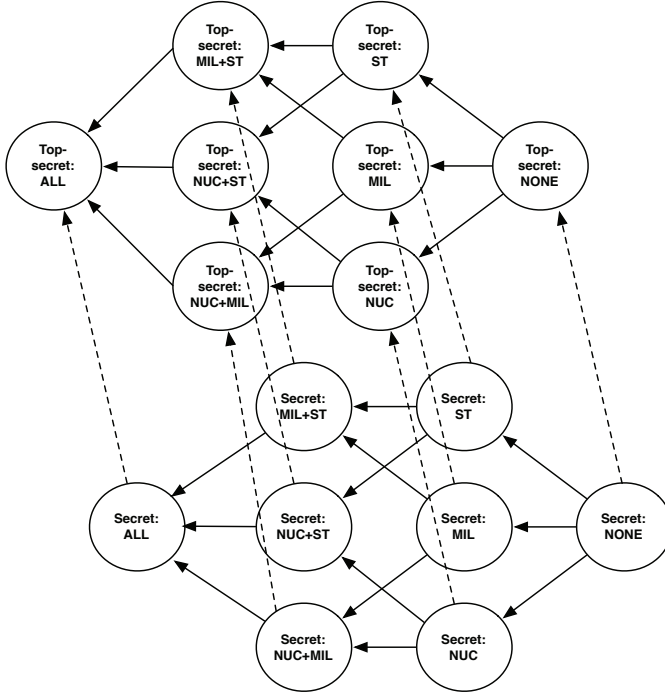 Top-
secret:
MIL+ST
Top-
secret:
ST
Top-
secret:
ALL
Top-
secret:
NUC+ST
Top-
secret:
MIL
Top-
secret:
NONE
Top-
secret:
NUC+MIL
Top-
secret:
NUC
Secret:
MIL+ST
Secret:
ST
Secret:
ALL
Secret:
NUC+ST
Secret:
MIL
Secret:
NONE
Secret:
NUC+MIL
Secret:
NUC